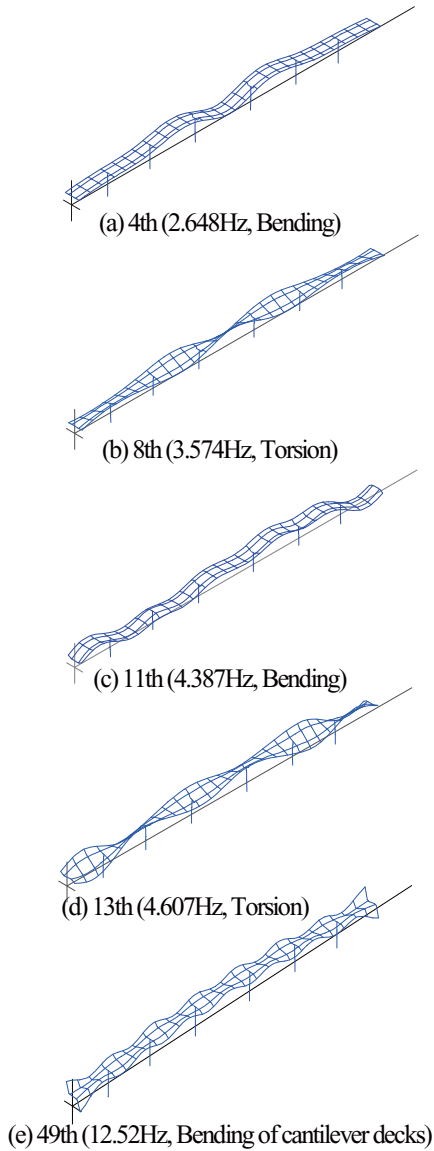 (a) 4th (2.648Hz, Bending)
(b) 8th (3.574Hz, Torsion)
(c) 11th (4.387Hz, Bending)
(d) 13th (4.607Hz, Torsion)
(e) 49th (12.52Hz, Bending of cantilever decks)